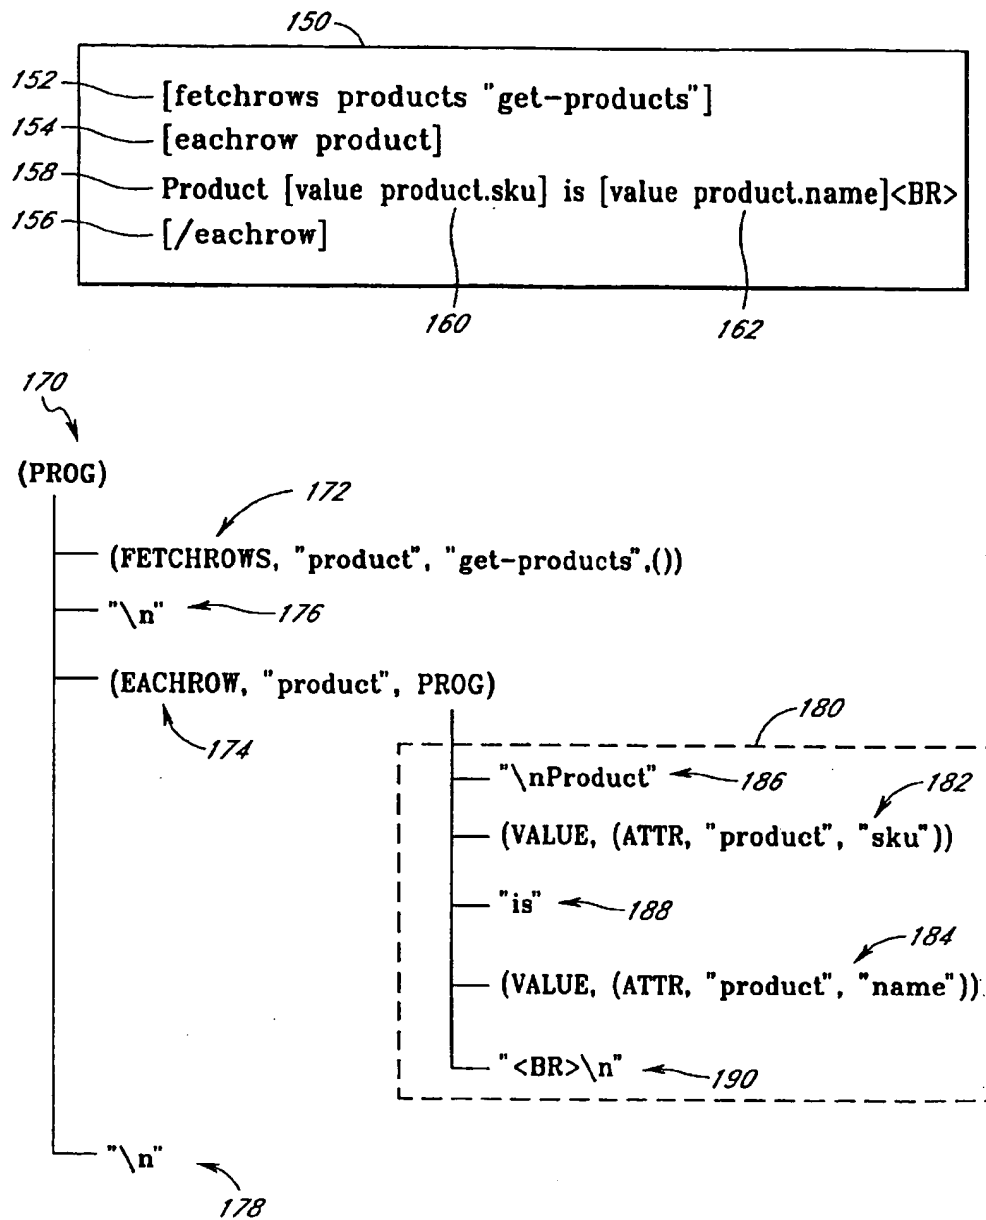 150
152 [fetchrows products "get-products"]
154 [eachrow product]
158 Product [value product.sku] is [value product.name]<BR>
156 [/eachrow]
160 162
170
(PROG)
172
(FETCHROWS, "product", "get-products",())
"\n" 176
(EACHROW, "product", PROG)
174
180
"\nProduct" 186
182
(VALUE, (ATTR, "product", "sku"))
"is" 188
184
(VALUE, (ATTR, "product", "name"))
"<BR>\n" 190
"\n"
178